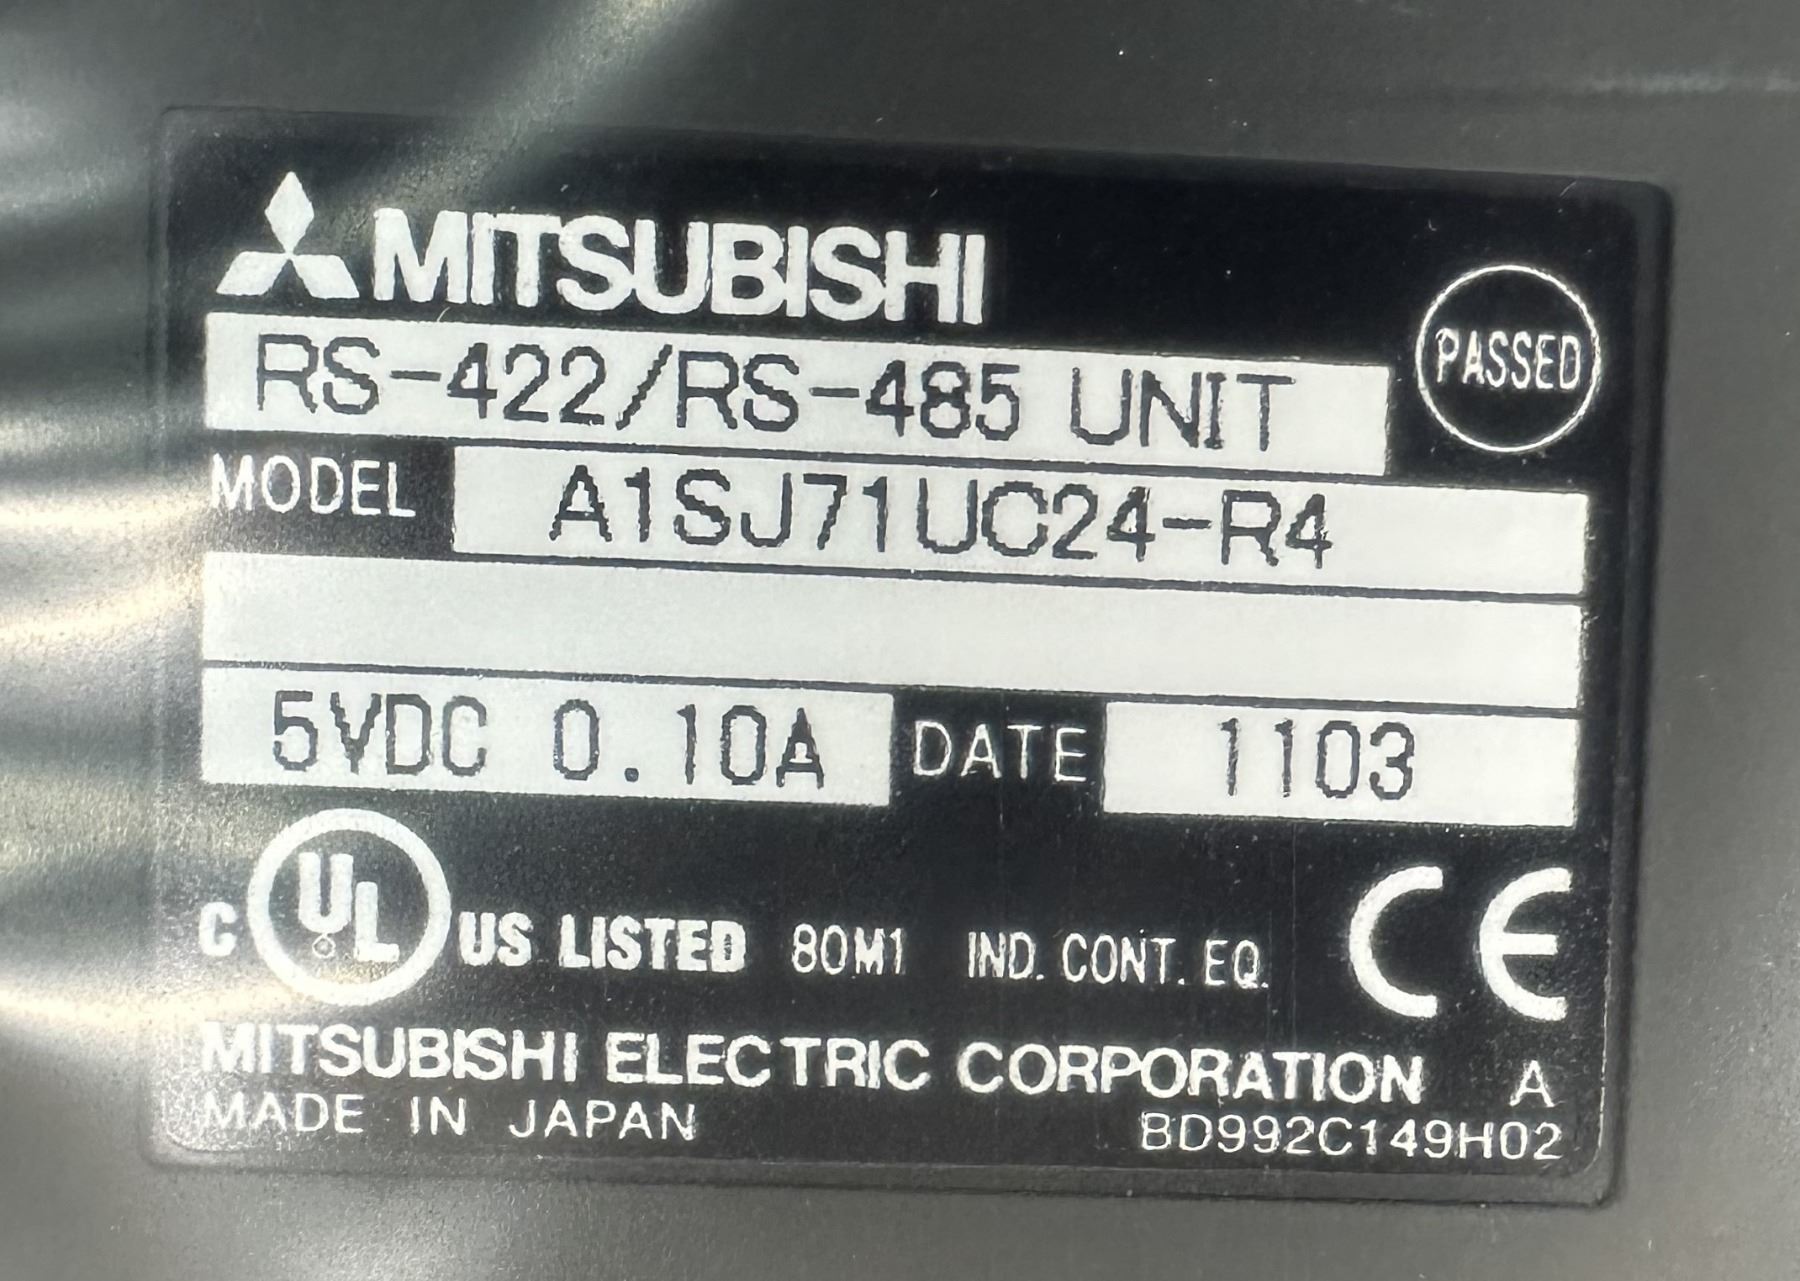 MITSUBISHI
PASSED
RS-422/RS-485 UNIT
MODEL A1SJ71UC24-R4
5VDC 0.10A DATE 1103
C UL US LISTED 80M1 IND. CONT. EQ. CE
MITSUBISHI ELECTRIC CORPORATION A
MADE IN JAPAN BD992C149H02